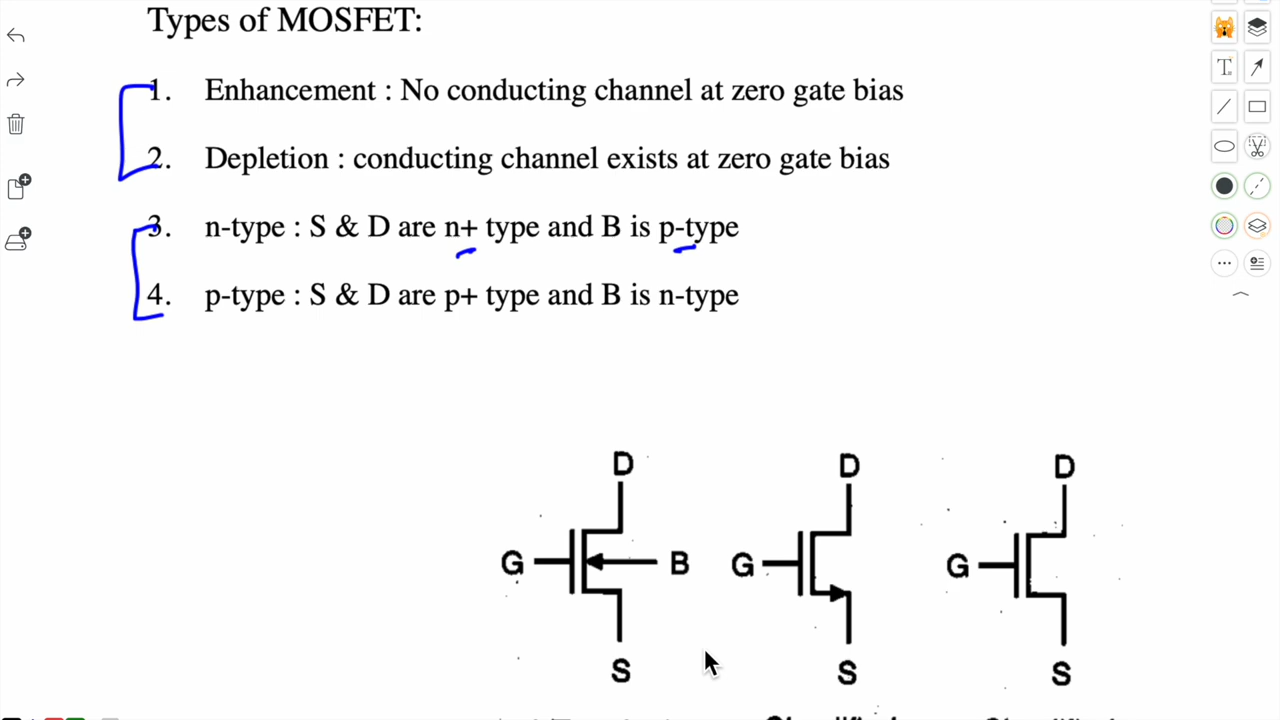 Types of MOSFET:
1. Enhancement : No conducting channel at zero gate bias
2. Depletion : conducting channel exists at zero gate bias
3. n-type : S & D are n+ type and B is p-type
4. p-type : S & D are p+ type and B is n-type
D D D
G B G G
S S S